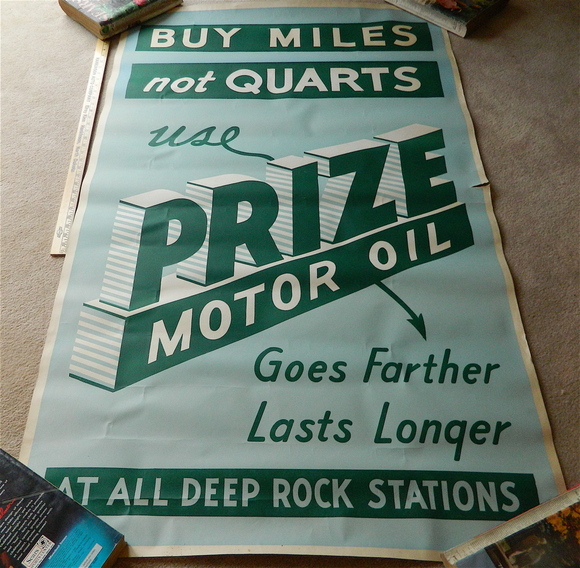 BUY MILES
not QUARTS
use
PRIZE
MOTOR OIL
Goes Farther
Lasts Longer
AT ALL DEEP ROCK STATIONS